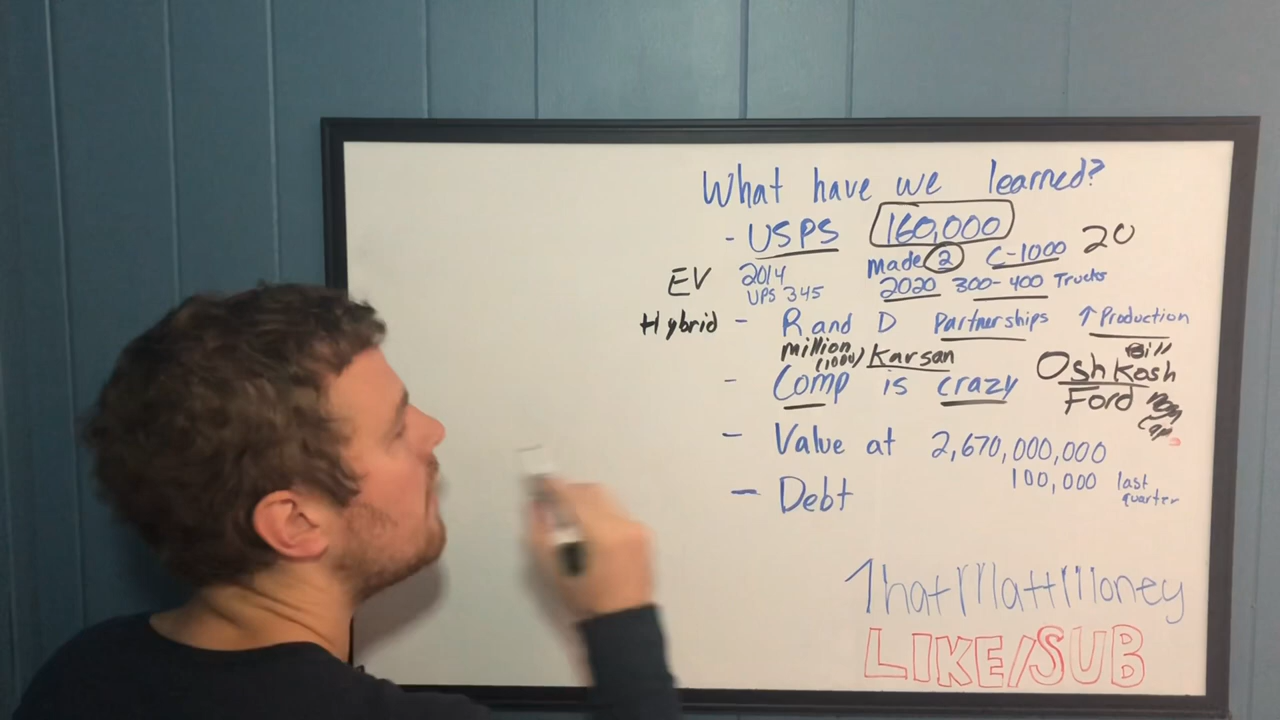 What have we learned?
- USPS 160,000
EV 2014 made 2 C-1000 20
UPS 345 2020 300-400 Trucks
Hybrid - R and D Partnerships ↑ Production
million (1000) Karsan Bill
- Comp is crazy OshKosh
Ford
- Value at 2,670,000,000
- Debt 100,000 last quarter
ThatMattMoney
LIKE/SUB